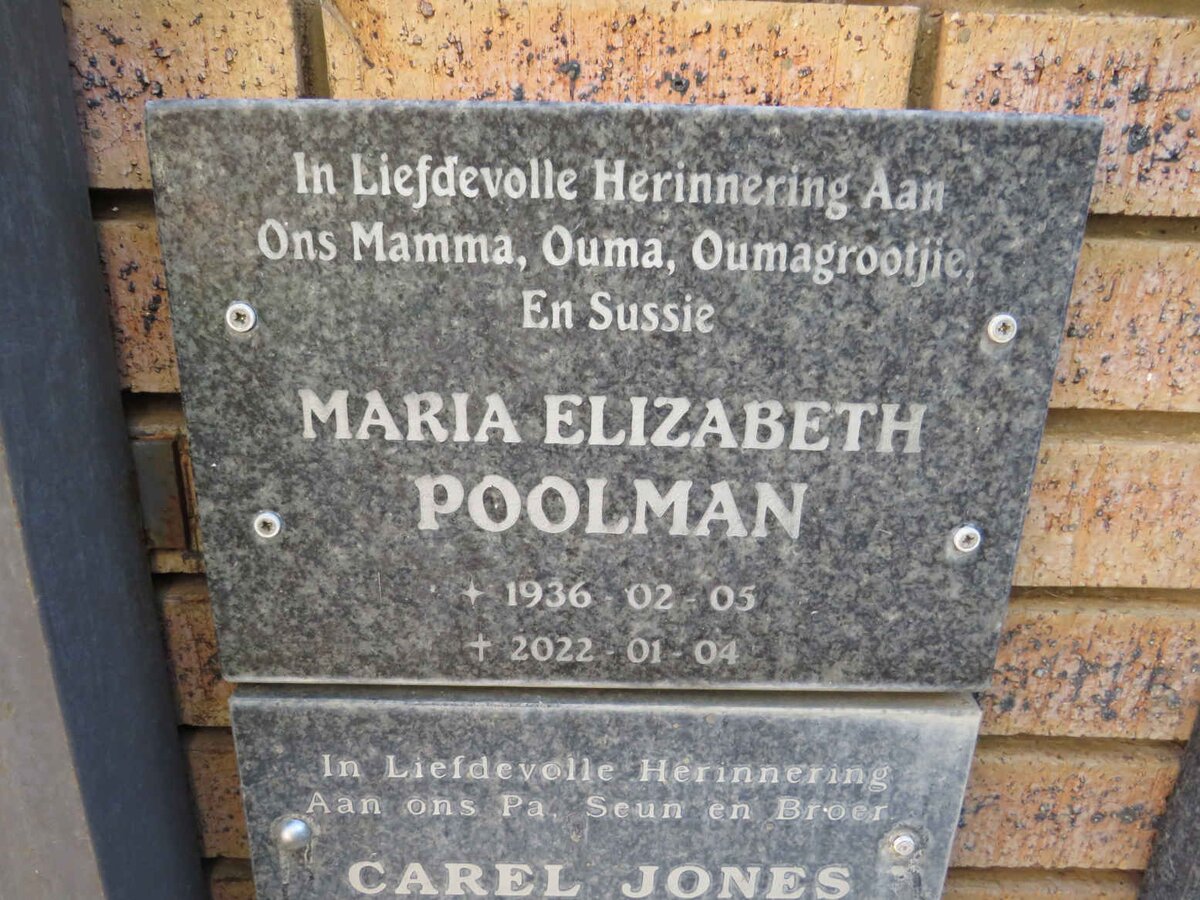 In Liefdevolle Herinnering Aan
Ons Mamma, Ouma, Oumagrootjie,
En Sussie
MARIA ELIZABETH
POOLMAN
✦ 1936 - 02 - 05
✝ 2022 - 01 - 04
In Liefdevolle Herinnering
Aan ons Pa, Seun en Broer.
CAREL JONES